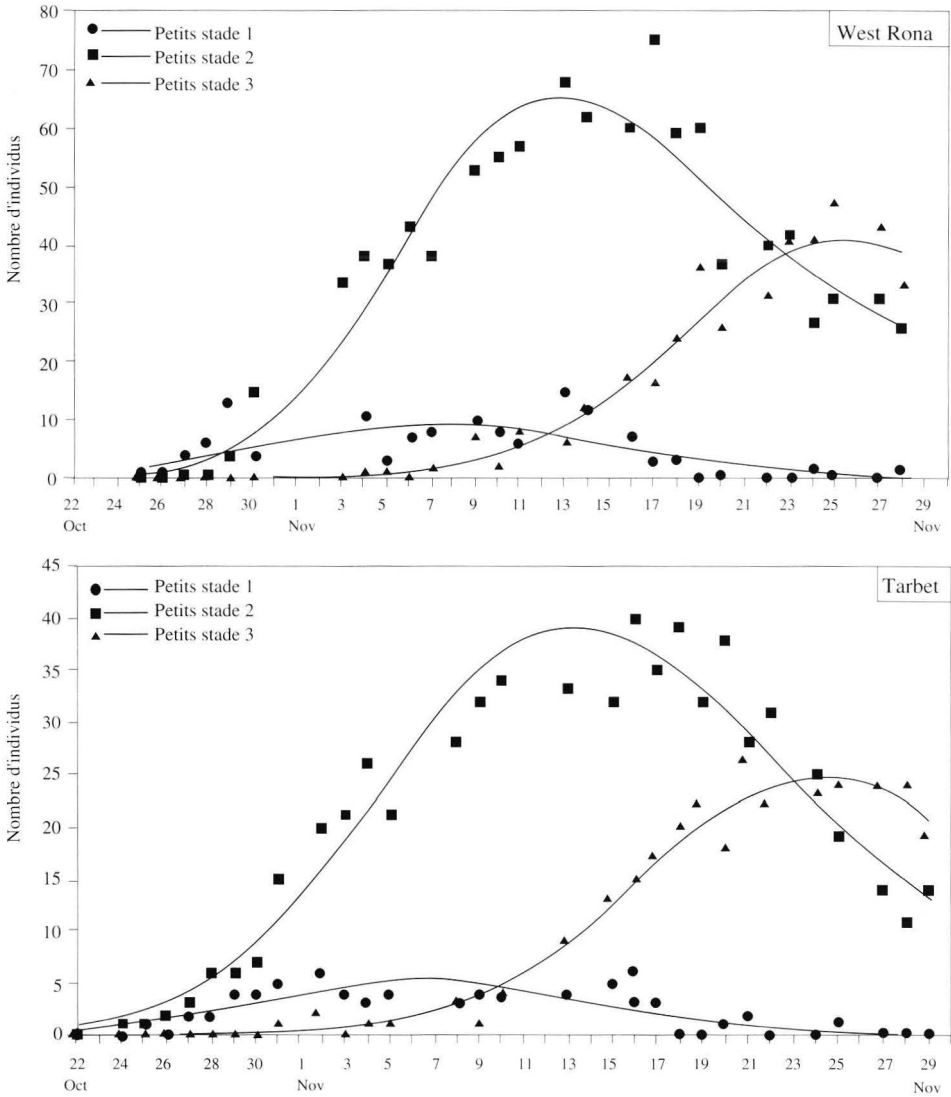 80
70
60
50
40
30
20
10
0
Nombre d'individus
Petits stade 1
Petits stade 2
Petits stade 3
West Rona
22 24 26 28 30 1 3 5 7 9 11 13 15 17 19 21 23 25 27 29
Oct Nov Nov
45
40
35
30
25
20
15
10
5
0
Nombre d'individus
Petits stade 1
Petits stade 2
Petits stade 3
Tarbet
22 24 26 28 30 1 3 5 7 9 11 13 15 17 19 21 23 25 27 29
Oct Nov Nov